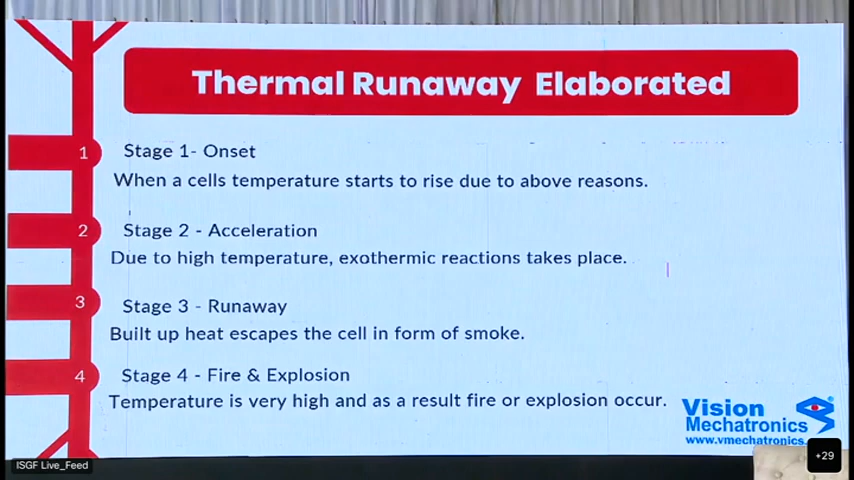 Thermal Runaway Elaborated
1
Stage 1- Onset
When a cells temperature starts to rise due to above reasons.
2
Stage 2 - Acceleration
Due to high temperature, exothermic reactions takes place.
3
Stage 3 - Runaway
Built up heat escapes the cell in form of smoke.
4
Stage 4 - Fire & Explosion
Temperature is very high and as a result fire or explosion occur.
Vision
Mechatronics
www.vmechatronics.
ISGF Live_Feed
+29